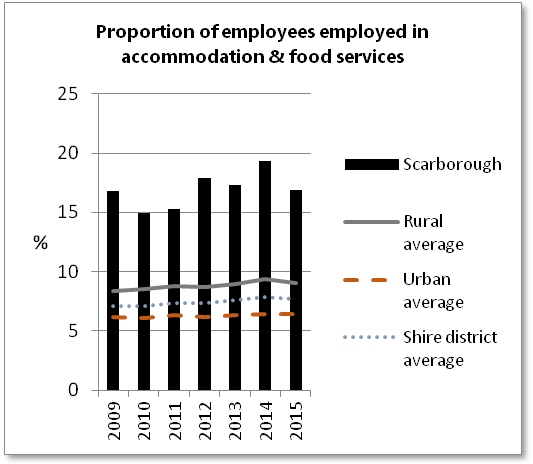 Proportion of employees employed in
accommodation & food services
25
20
15
10
5
0
%
2009
2010
2011
2012
2013
2014
2015
Scarborough
Rural
average
Urban
average
Shire district
average